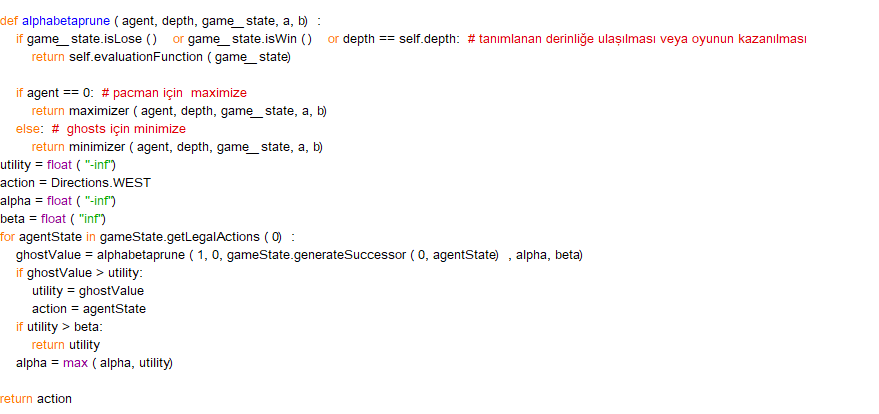 def alphabetaprune ( agent, depth, game__state, a, b)  :
if game__state.isLose ( )    or game__state.isWin ( )    or depth == self.depth:  # tanımlanan derinliğe ulaşılması veya oyunun kazanılması
return self.evaluationFunction ( game__state)
if agent == 0:  # pacman için  maximize
return maximizer ( agent, depth, game__state, a, b)
else:  #  ghosts için minimize
return minimizer ( agent, depth, game__state, a, b)
utility = float ( "-inf")
action = Directions.WEST
alpha = float ( "-inf")
beta = float ( "inf")
for agentState in gameState.getLegalActions ( 0)  :
ghostValue = alphabetaprune ( 1, 0, gameState.generateSuccessor ( 0, agentState)  , alpha, beta)
if ghostValue > utility:
utility = ghostValue
action = agentState
if utility > beta:
return utility
alpha = max ( alpha, utility)
return action